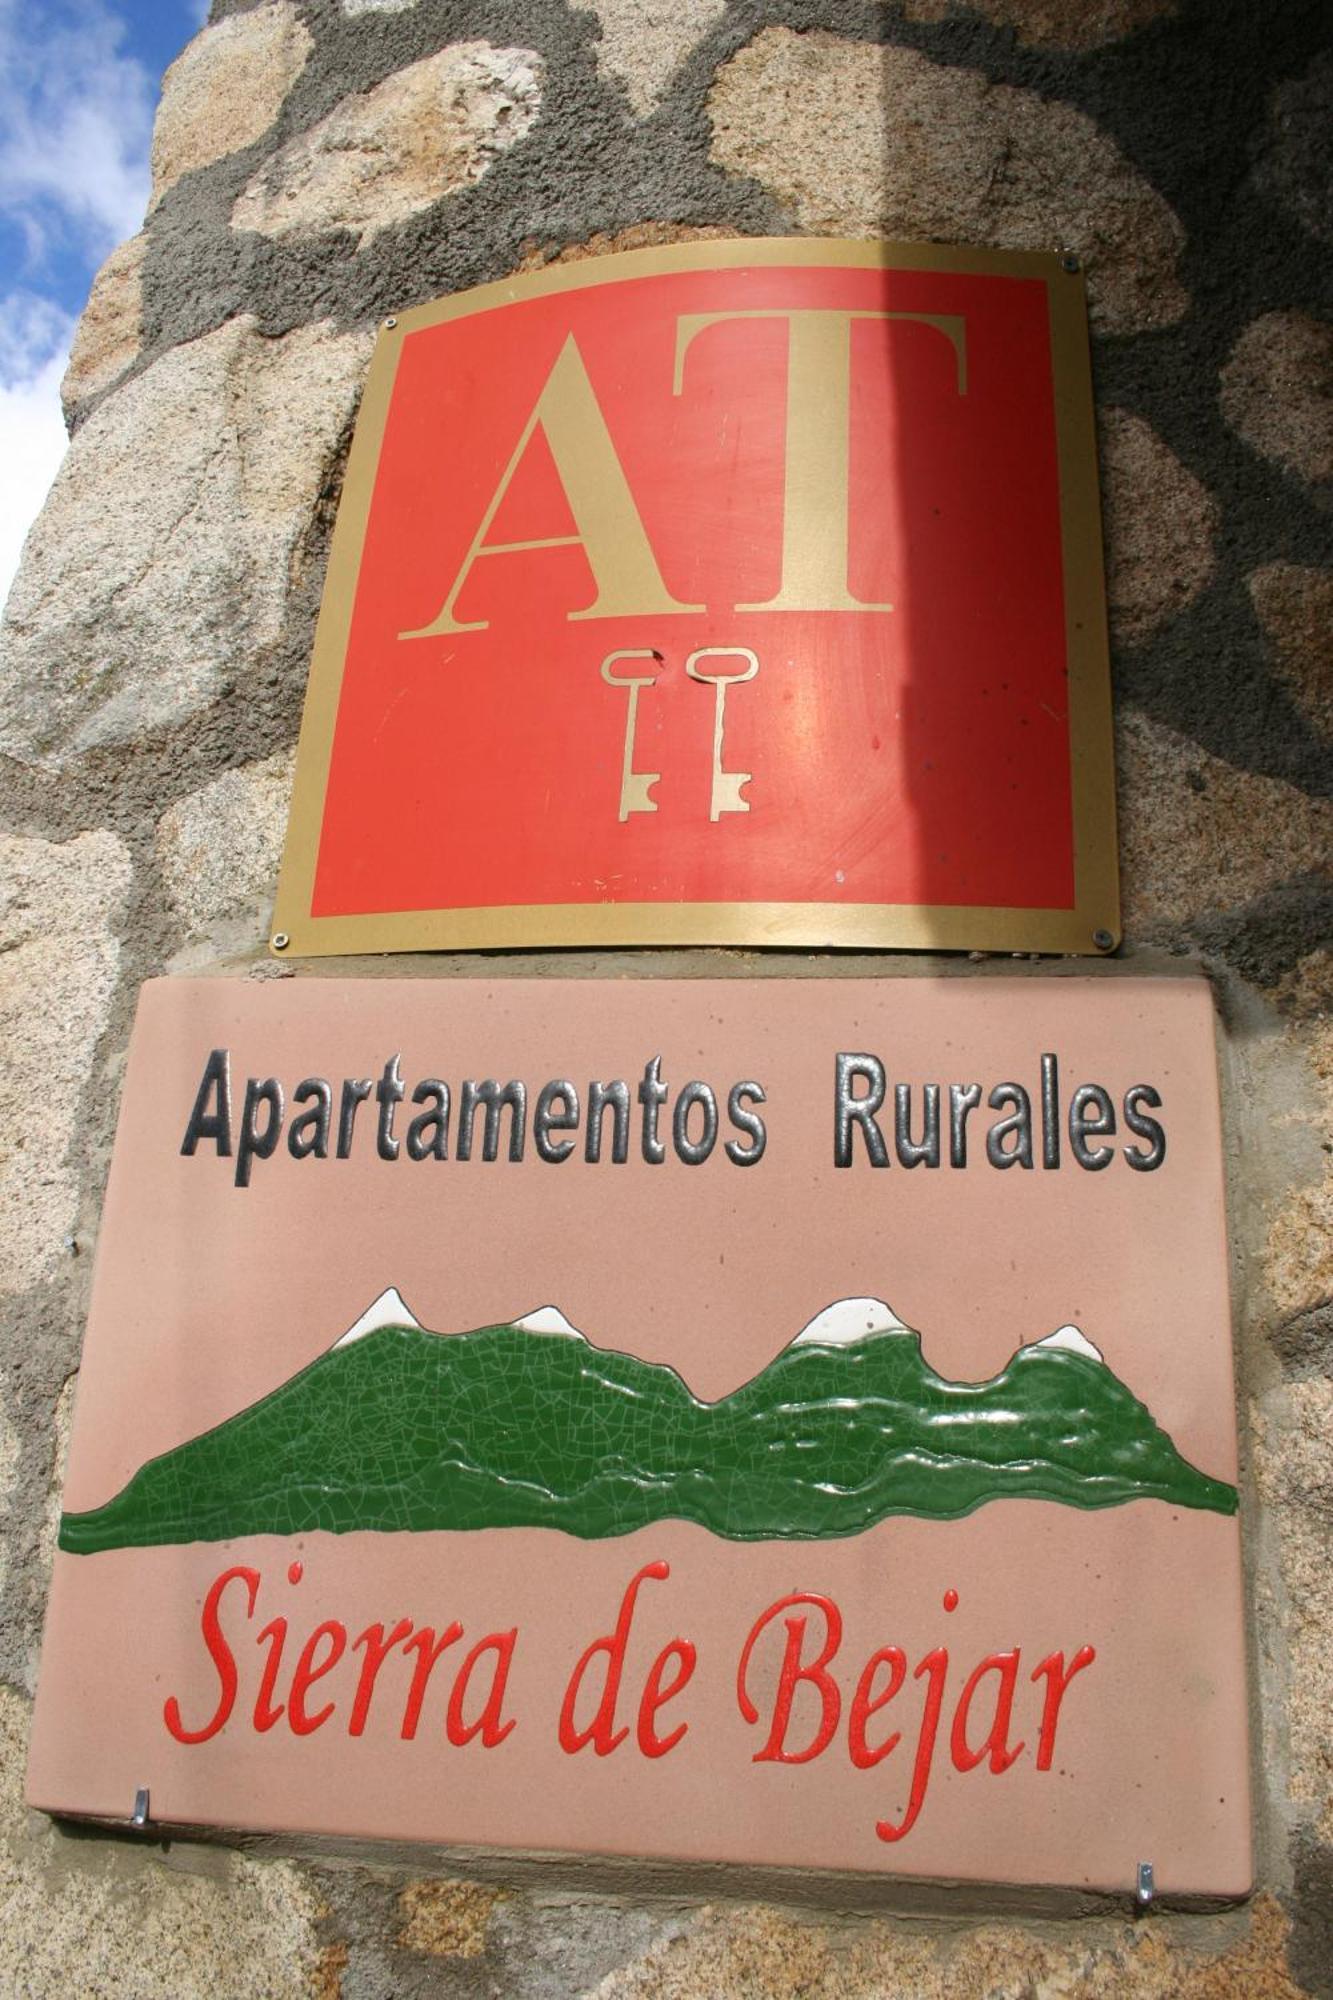 AT
Apartamentos Rurales
Sierra de Bejar